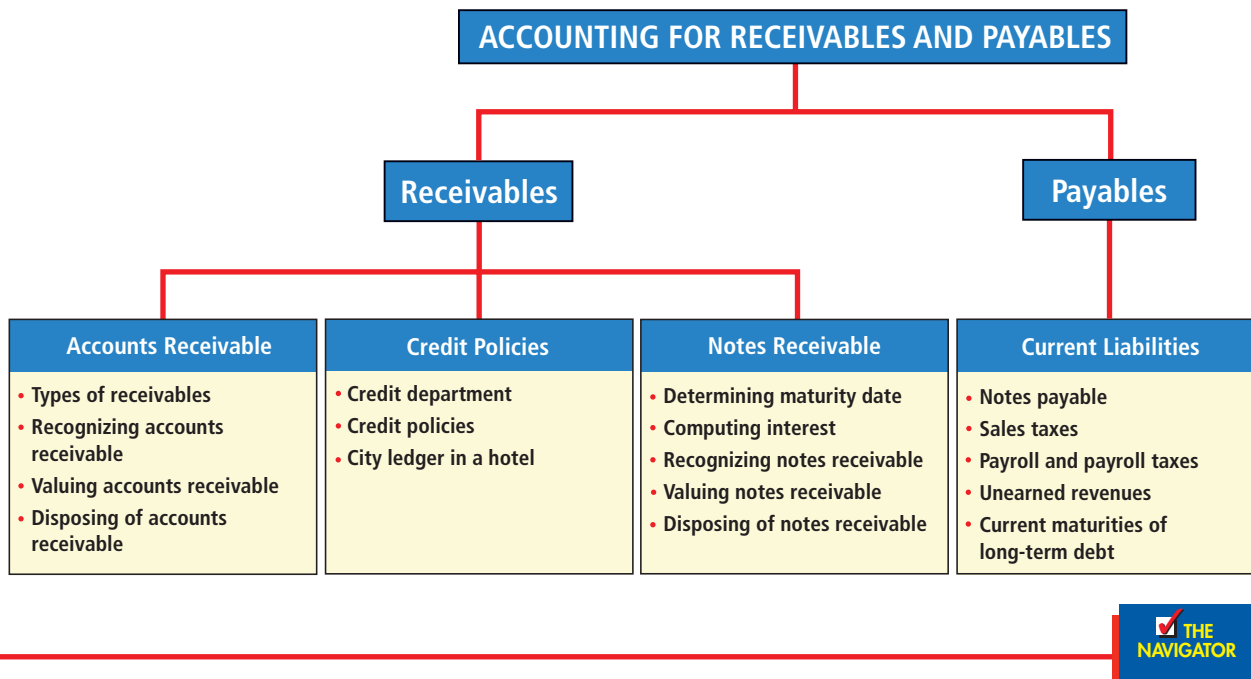 ACCOUNTING FOR RECEIVABLES AND PAYABLES
Receivables
Payables
Accounts Receivable
• Types of receivables
• Recognizing accounts
receivable
• Valuing accounts receivable
• Disposing of accounts
receivable
Credit Policies
• Credit department
• Credit policies
• City ledger in a hotel
Notes Receivable
• Determining maturity date
• Computing interest
• Recognizing notes receivable
• Valuing notes receivable
• Disposing of notes receivable
Current Liabilities
• Notes payable
• Sales taxes
• Payroll and payroll taxes
• Unearned revenues
• Current maturities of
long-term debt
THE
NAVIGATOR